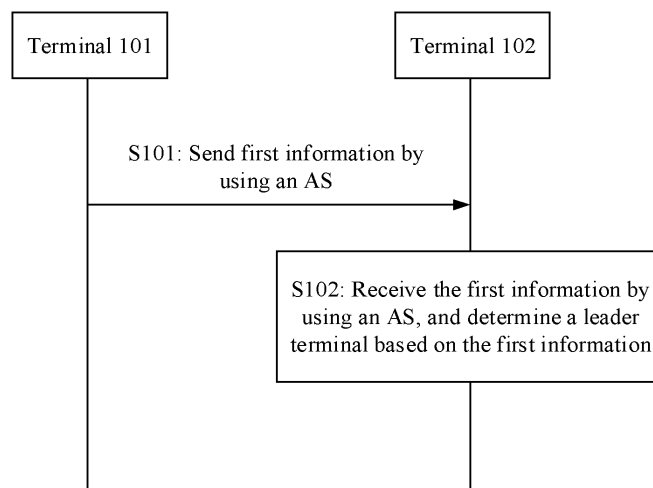 Terminal 101
Terminal 102
S101: Send first information by
using an AS
S102: Receive the first information by
using an AS, and determine a leader
terminal based on the first information